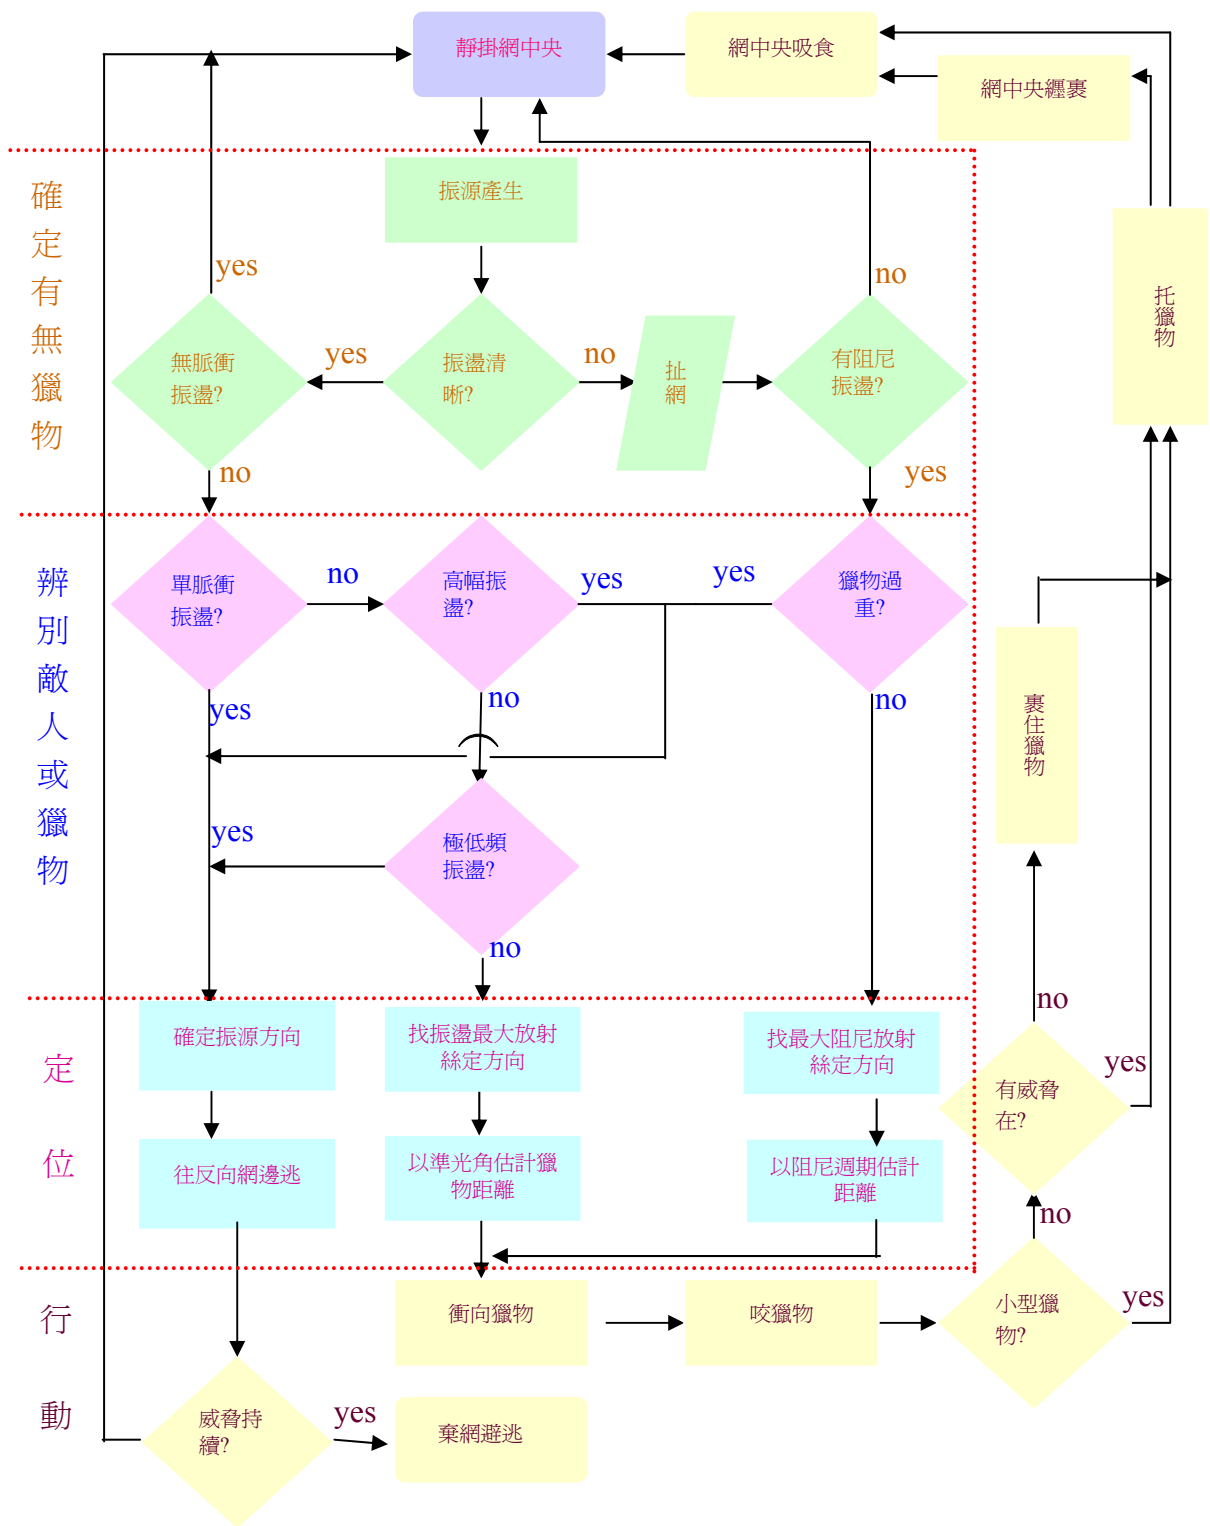 靜掛網中央
網中央吸食
網中央纏裹
確定有無獵物
振源產生
yes
no
無脈衝
振盪?
yes
振盪清
晰?
no
扯網
有阻尼
振盪?
托獵物
no
yes
辨別敵人或獵物
單脈衝
振盪?
no
高幅振
盪?
yes
yes
獵物過
重?
yes
no
no
裹住獵物
yes
極低頻
振盪?
no
no
定位
確定振源方向
找振盪最大放射
絲定方向
找最大阻尼放射
絲定方向
有威脅
在?
yes
往反向網邊逃
以準光角估計獵
物距離
以阻尼週期估計
距離
no
行動
衝向獵物
咬獵物
小型獵
物?
yes
威脅持
續?
yes
棄網避逃